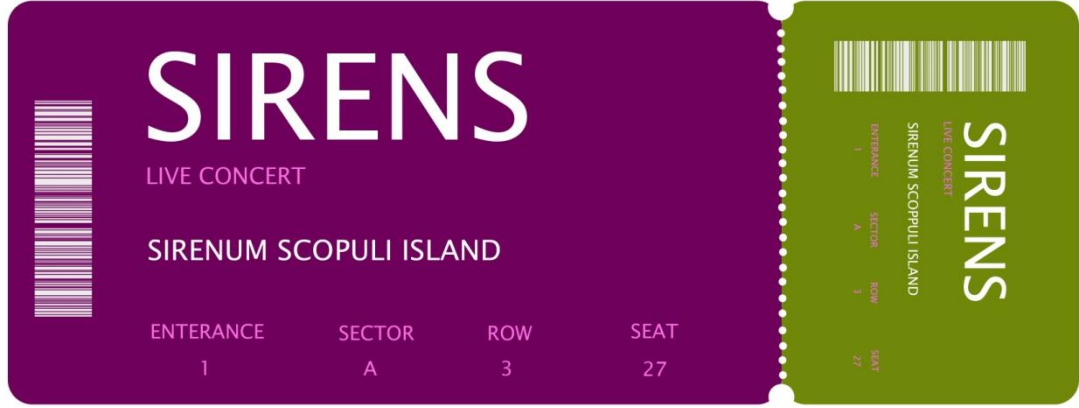 SIRENS
LIVE CONCERT
SIRENUM SCOPULI ISLAND
ENTERANCE SECTOR ROW SEAT
1 A 3 27
SIRENS
LIVE CONCERT
SIRENUM SCOPPULI ISLAND
ENTERANCE SECTOR ROW SEAT
1 A 3 27